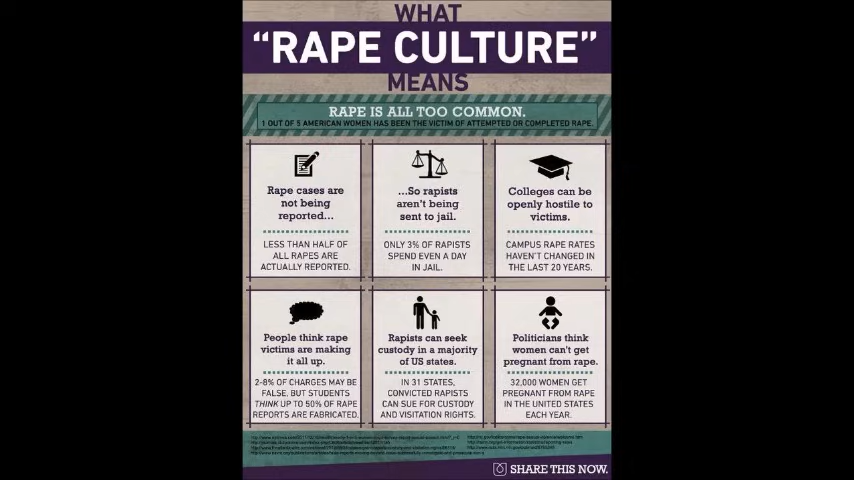 WHAT
"RAPE CULTURE"
MEANS
RAPE IS ALL TOO COMMON.
1 OUT OF 5 AMERICAN WOMEN HAS BEEN THE VICTIM OF ATTEMPTED OR COMPLETED RAPE.
Rape cases are
not being
reported...
LESS THAN HALF OF
ALL RAPES ARE
ACTUALLY REPORTED.
...So rapists
aren't being
sent to jail.
ONLY 3% OF RAPISTS
SPEND EVEN A DAY
IN JAIL.
Colleges can be
openly hostile to
victims.
CAMPUS RAPE RATES
HAVEN'T CHANGED IN
THE LAST 20 YEARS.
People think rape
victims are making
it all up.
2-8% OF CHARGES MAY BE
FALSE, BUT STUDENTS
THINK UP TO 50% OF RAPE
REPORTS ARE FABRICATED.
Rapists can seek
custody in a majority
of US states.
IN 31 STATES,
CONVICTED RAPISTS
CAN SUE FOR CUSTODY
AND VISITATION RIGHTS.
Politicians think
women can't get
pregnant from rape.
32,000 WOMEN GET
PREGNANT FROM RAPE
IN THE UNITED STATES
EACH YEAR.
SHARE THIS NOW.